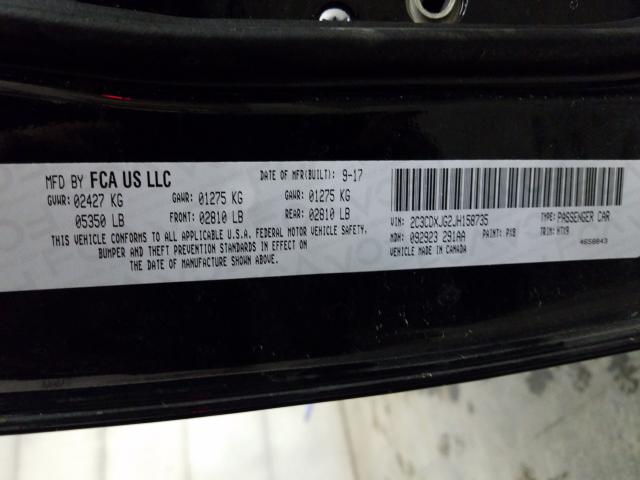 MFD BY FCA US LLC DATE OF MFR(BUILT): 9-17
GVWR: 02427 KG GAWR: 01275 KG GAWR: 01275 KG
05350 LB FRONT: 02810 LB REAR: 02810 LB
THIS VEHICLE CONFORMS TO ALL APPLICABLE U.S.A. FEDERAL MOTOR VEHICLE SAFETY,
BUMPER AND THEFT PREVENTION STANDARDS IN EFFECT ON
THE DATE OF MANUFACTURE SHOWN ABOVE.
VIN: 2C3CDXJG2JH158735 TYPE: PASSENGER CAR
MDH: 092923 291AA PAINT: PX8 TRIM: HTX9
VEHICLE MADE IN CANADA 4658843